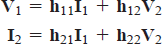 V₁ = h₁₁I₁ + h₁₂V₂
I₂ = h₂₁I₁ + h₂₂V₂